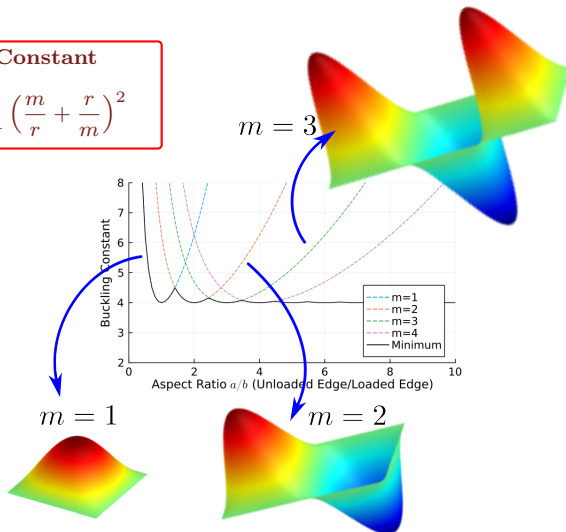 Constant
(m/r + r/m)²
m = 3
8
7
6
5
4
3
2
Buckling Constant
m=1
m=2
m=3
m=4
Minimum
0 2 4 6 8 10
Aspect Ratio a/b (Unloaded Edge/Loaded Edge)
m = 1
m = 2